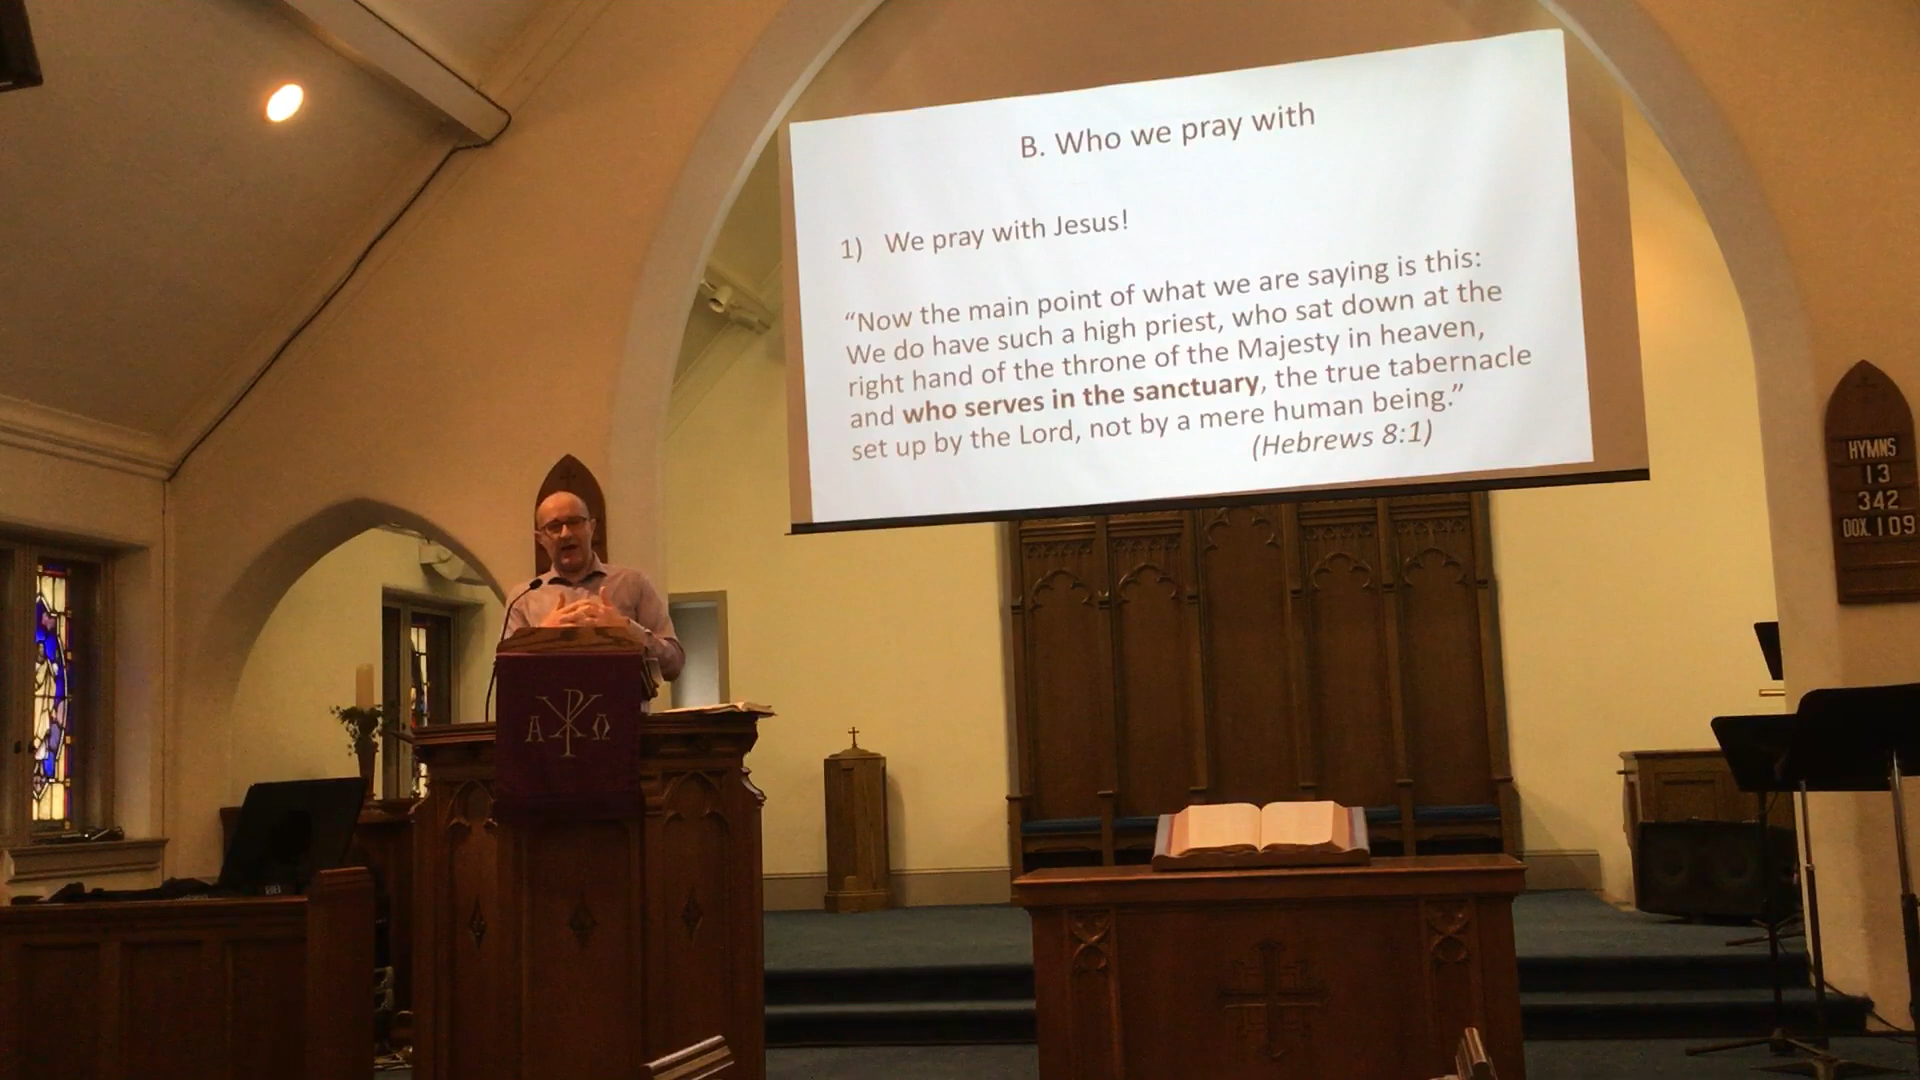 B. Who we pray with
1) We pray with Jesus!
“Now the main point of what we are saying is this:
We do have such a high priest, who sat down at the
right hand of the throne of the Majesty in heaven,
and who serves in the sanctuary, the true tabernacle
set up by the Lord, not by a mere human being.”
(Hebrews 8:1)
HYMNS
13
342
DOX. 109
Α Ω